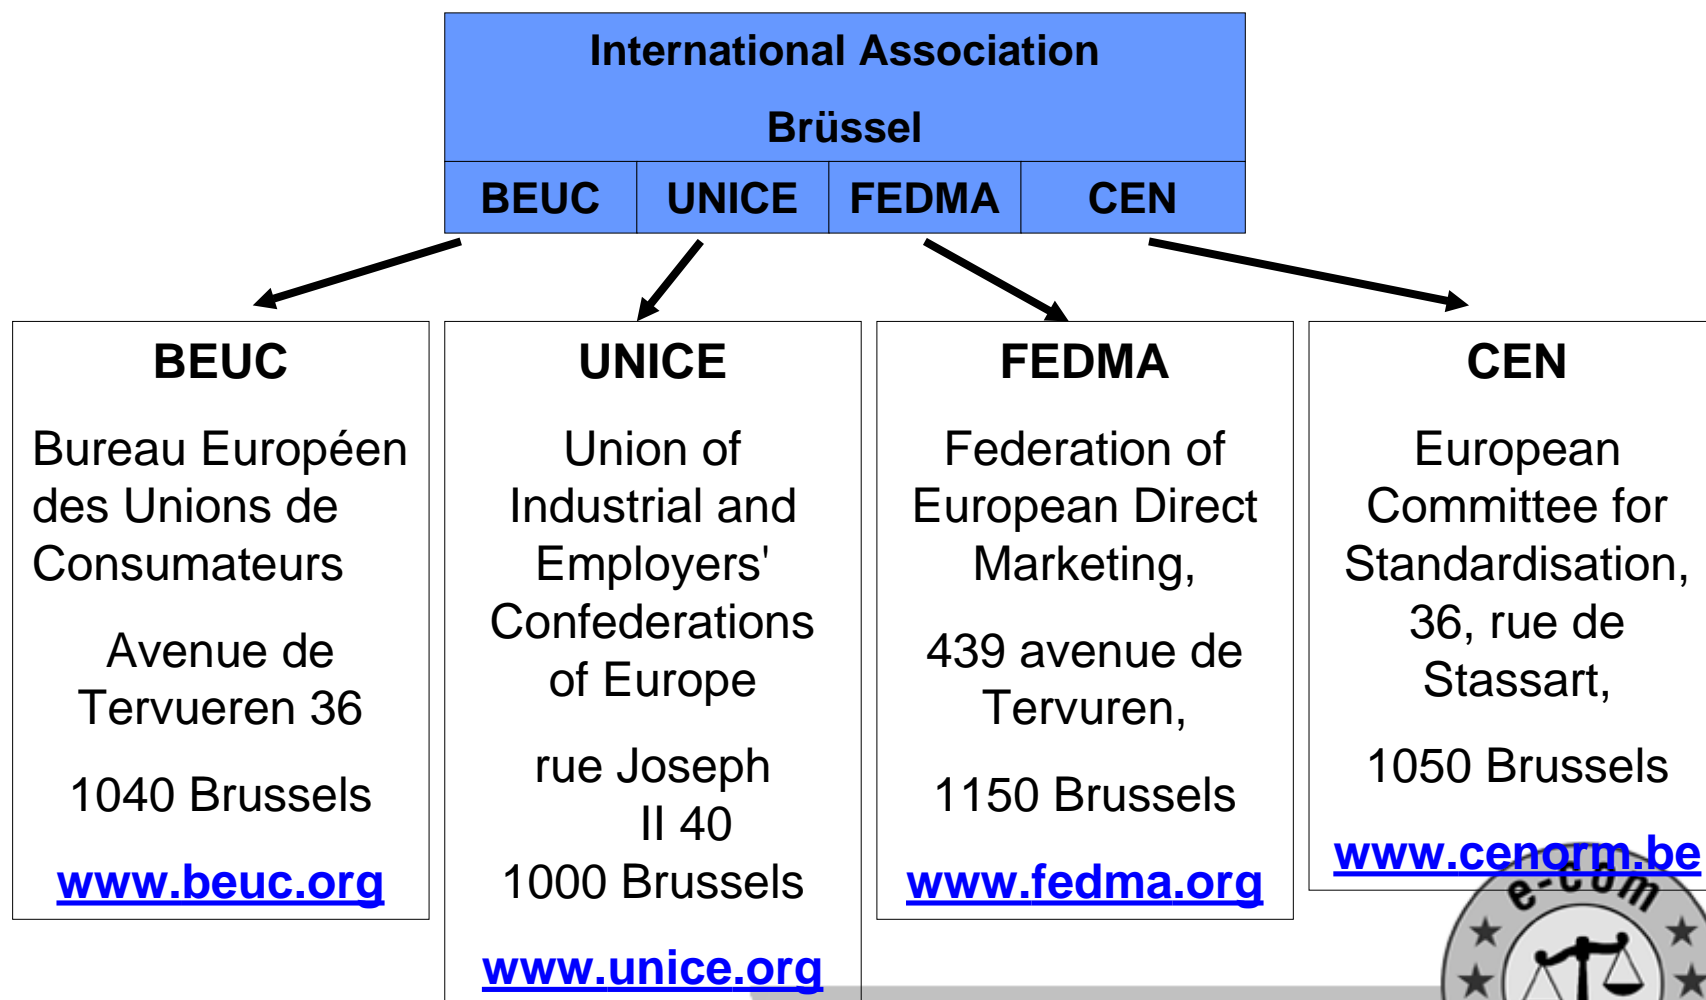 International Association
Brüssel
BEUC UNICE FEDMA CEN
BEUC
Bureau Européen
des Unions de
Consumateurs
Avenue de
Tervueren 36
1040 Brussels
www.beuc.org
UNICE
Union of
Industrial and
Employers'
Confederations
of Europe
rue Joseph
II 40
1000 Brussels
www.unice.org
FEDMA
Federation of
European Direct
Marketing,
439 avenue de
Tervuren,
1150 Brussels
www.fedma.org
CEN
European
Committee for
Standardisation,
36, rue de
Stassart,
1050 Brussels
www.cenorm.be
e-com